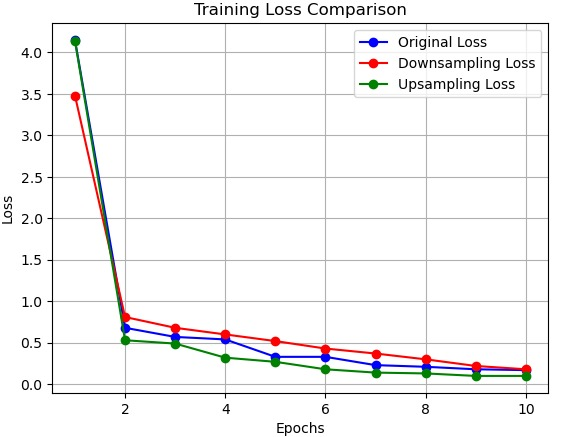 Training Loss Comparison
Original Loss
Downsampling Loss
Upsampling Loss
4.0
3.5
3.0
2.5
2.0
1.5
1.0
0.5
0.0
Loss
2 4 6 8 10
Epochs